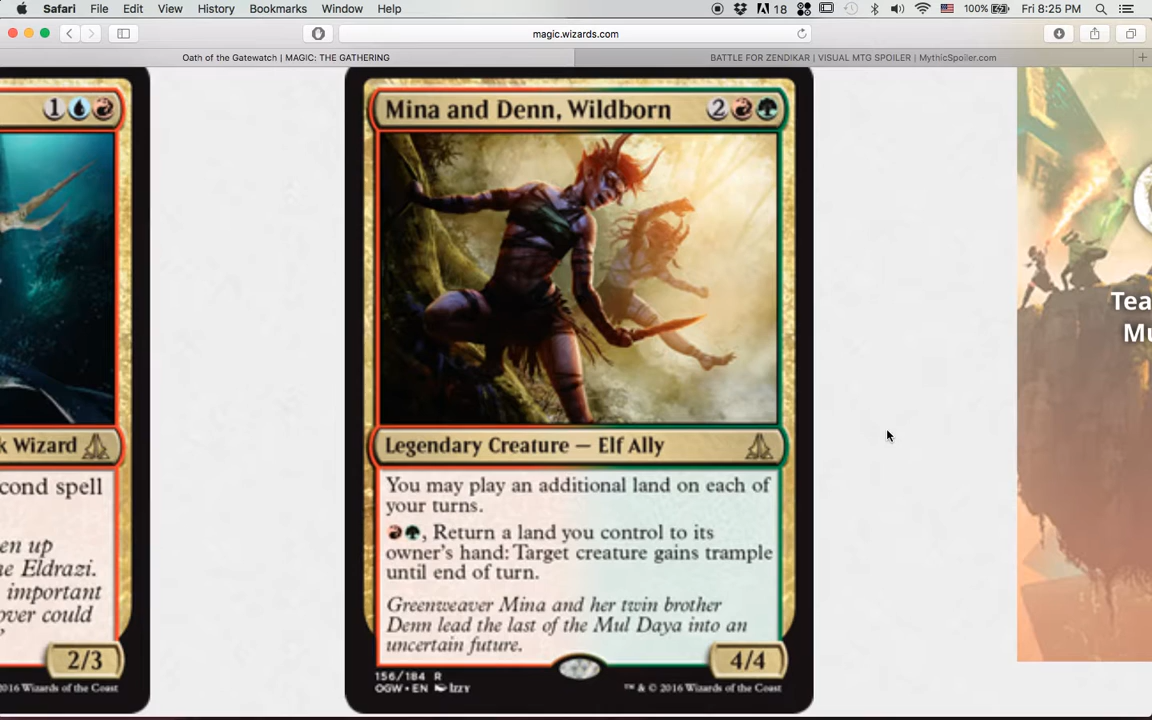 Safari File Edit View History Bookmarks Window Help 18 100% Fri 8:25 PM
magic.wizards.com
Oath of the Gatewatch | MAGIC: THE GATHERING
BATTLE FOR ZENDIKAR | VISUAL MTG SPOILER | MythicSpoiler.com
1
k Wizard
cond spell
en up
e Eldrazi.
important
over could
2/3
2016 Wizards of the Coast
Mina and Denn, Wildborn 2
Legendary Creature — Elf Ally
You may play an additional land on each of
your turns.
, Return a land you control to its
owner's hand: Target creature gains trample
until end of turn.
Greenweaver Mina and her twin brother
Denn lead the last of the Mul Daya into an
uncertain future.
4/4
156/184 R
OGW • EN Izzy
™ & © 2016 Wizards of the Coast
Tea
Mu